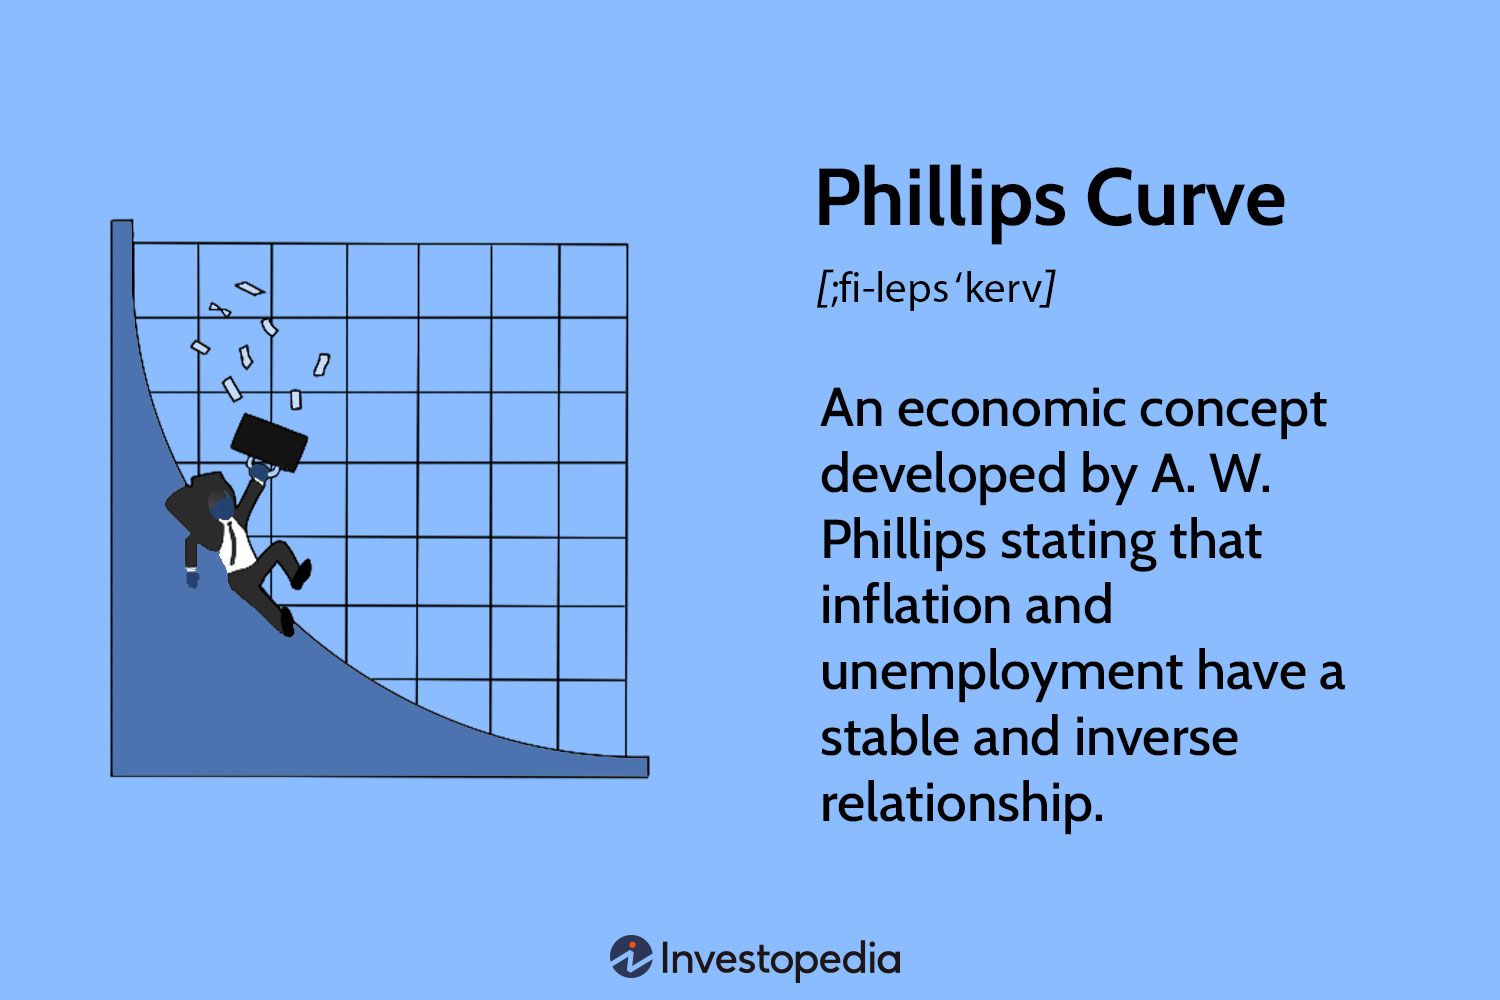 Phillips Curve
[;fi-leps ‘kerv]
An economic concept
developed by A. W.
Phillips stating that
inflation and
unemployment have a
stable and inverse
relationship.
Investopedia